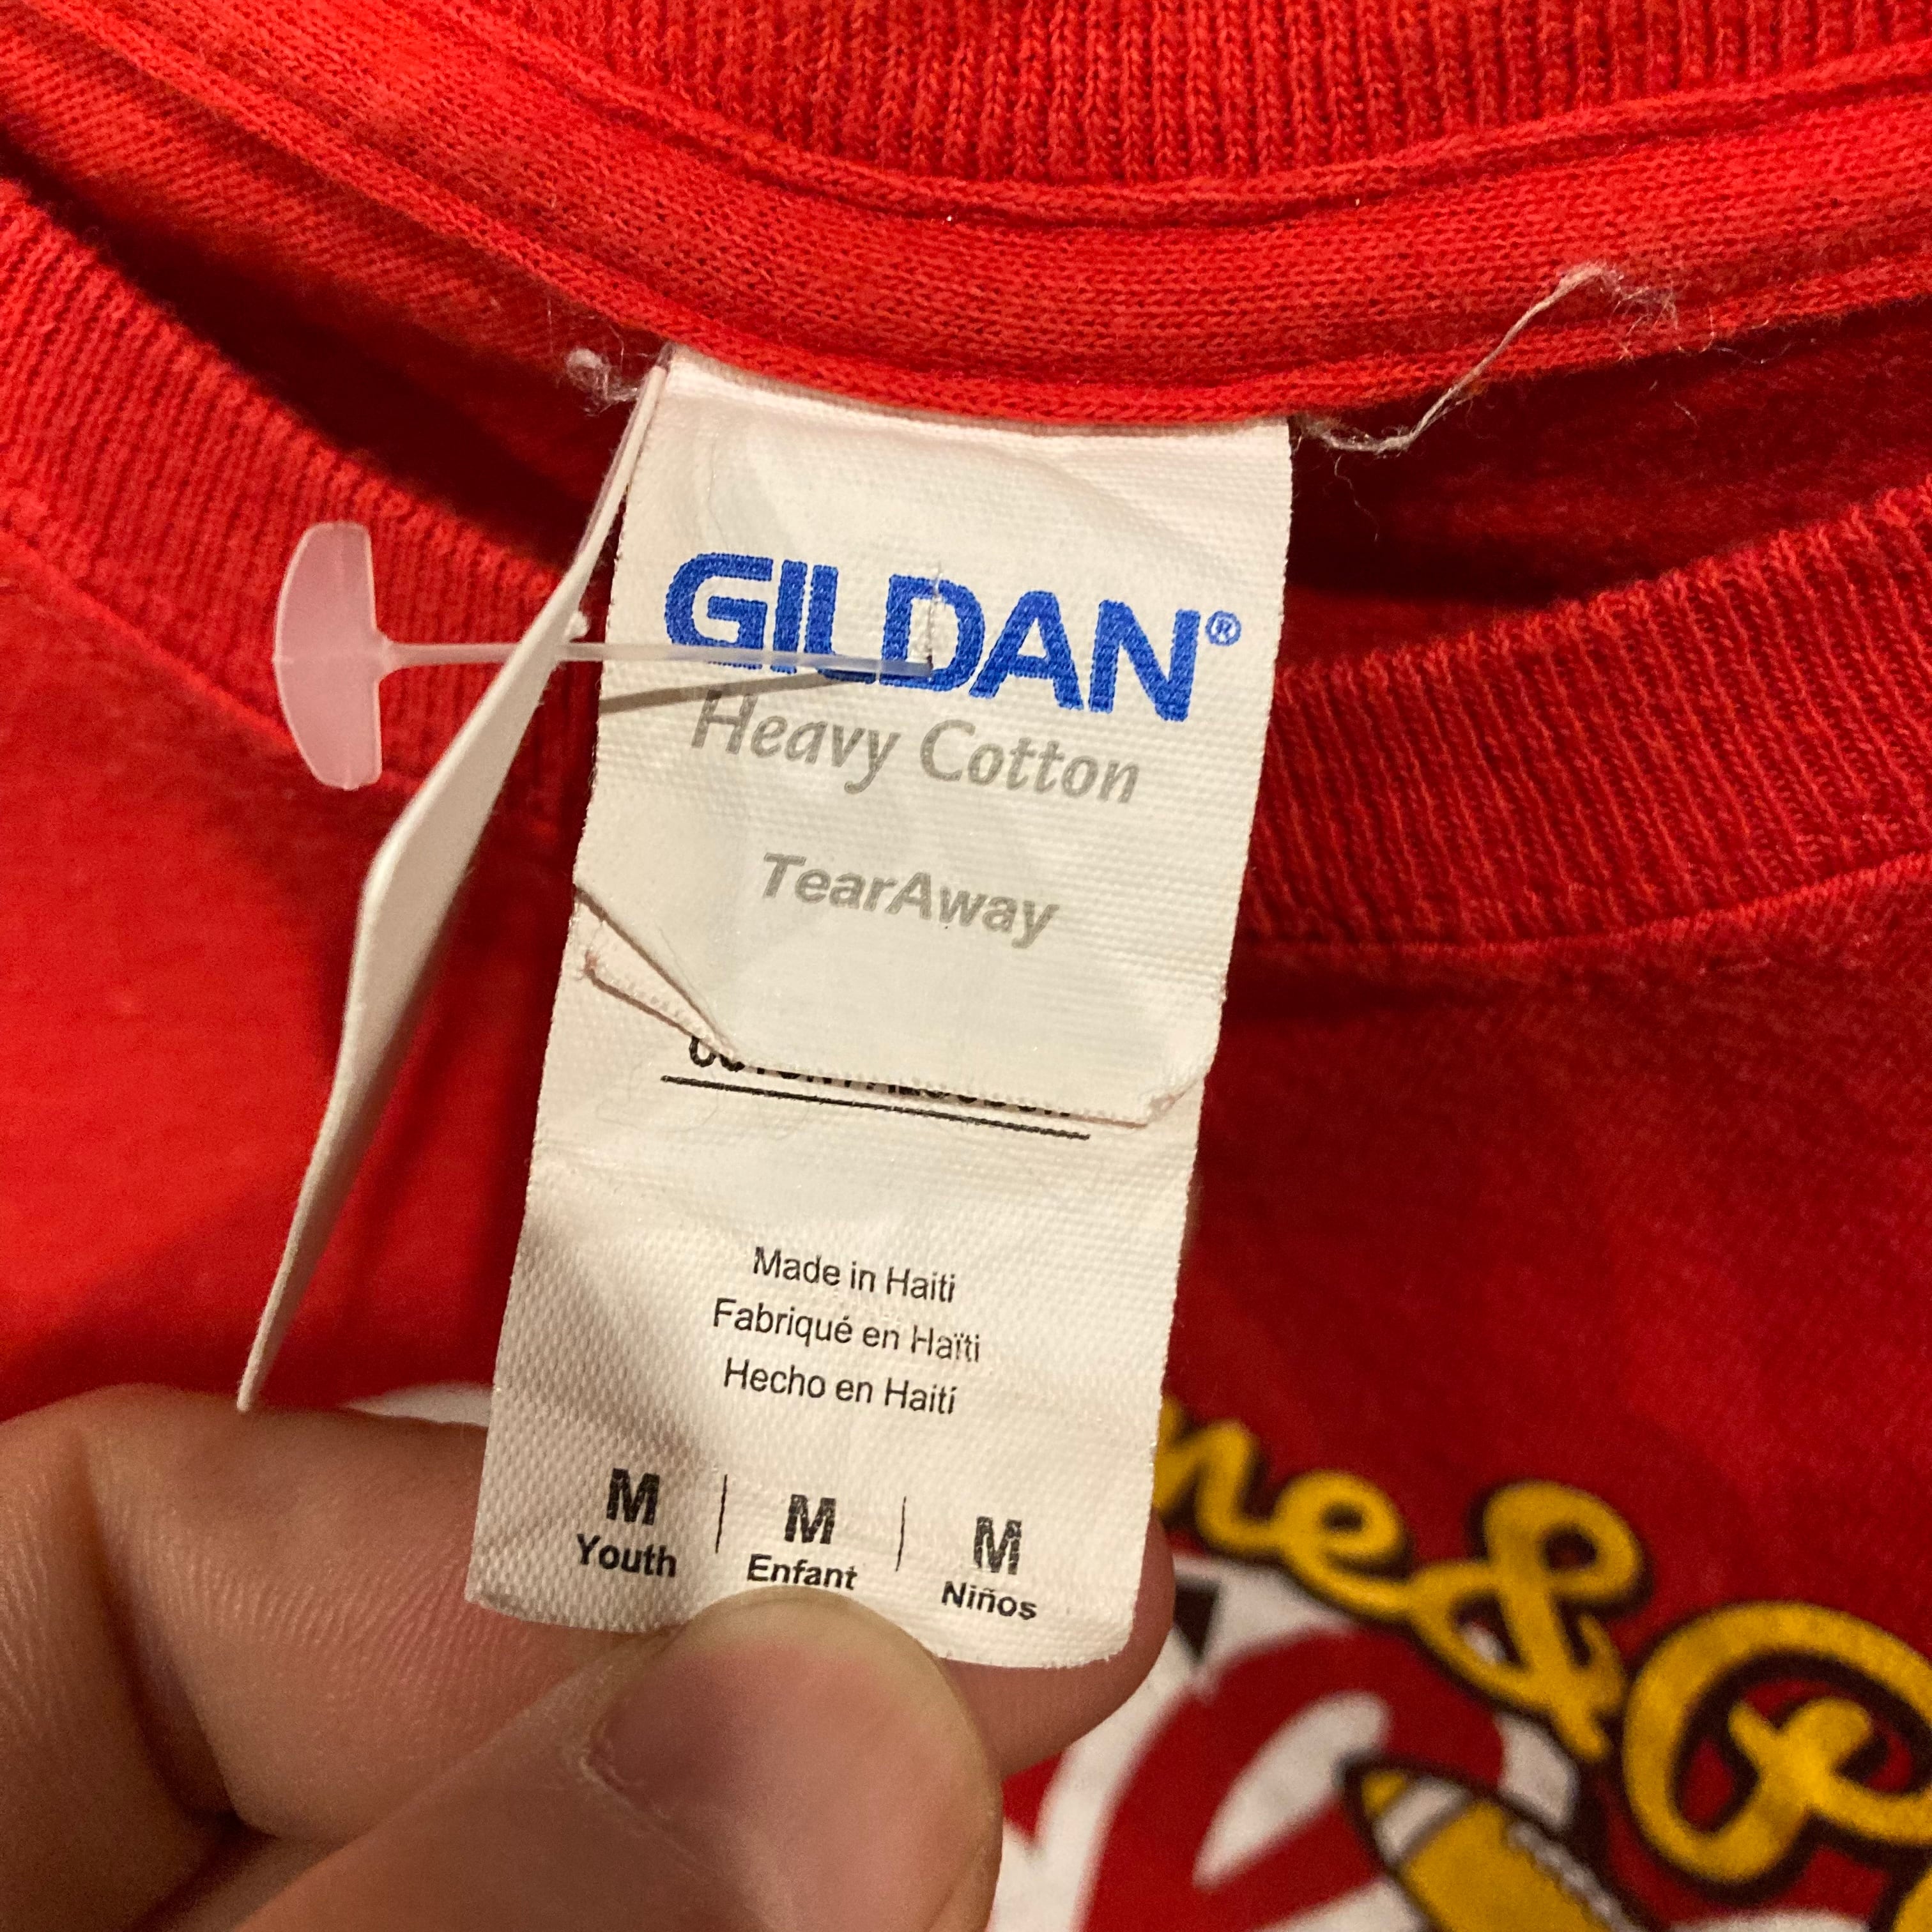 GILDAN®
Heavy Cotton
TearAway
Made in Haiti
Fabriqué en Haïti
Hecho en Haití
M | M | M
Youth Enfant Niños
&